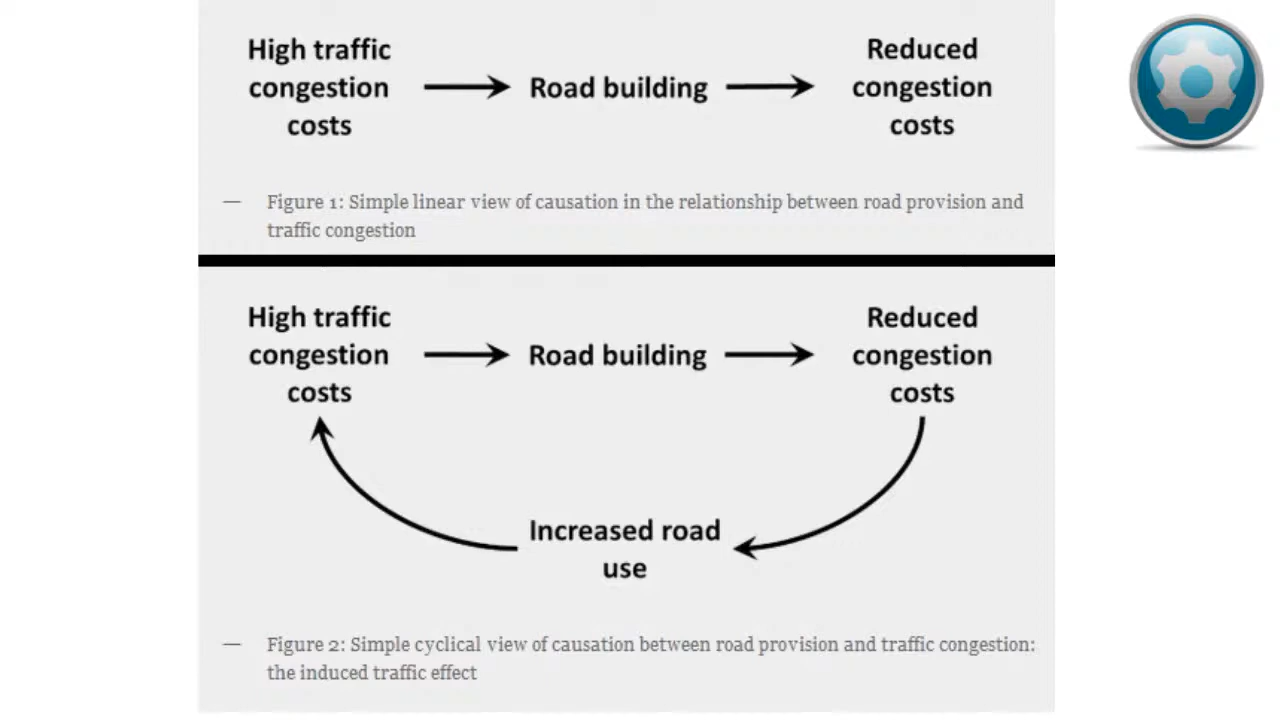 High traffic
congestion
costs
Road building
Reduced
congestion
costs
— Figure 1: Simple linear view of causation in the relationship between road provision and
traffic congestion
High traffic
congestion
costs
Road building
Reduced
congestion
costs
Increased road
use
— Figure 2: Simple cyclical view of causation between road provision and traffic congestion:
the induced traffic effect